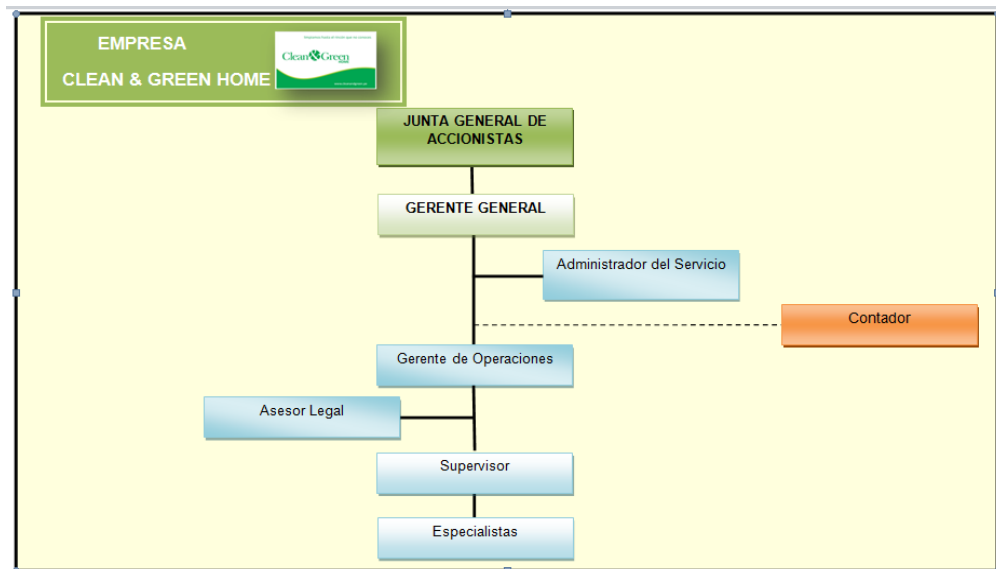 EMPRESA
CLEAN & GREEN HOME
Clean&Green
JUNTA GENERAL DE
ACCIONISTAS
GERENTE GENERAL
Administrador del Servicio
Contador
Gerente de Operaciones
Asesor Legal
Supervisor
Especialistas